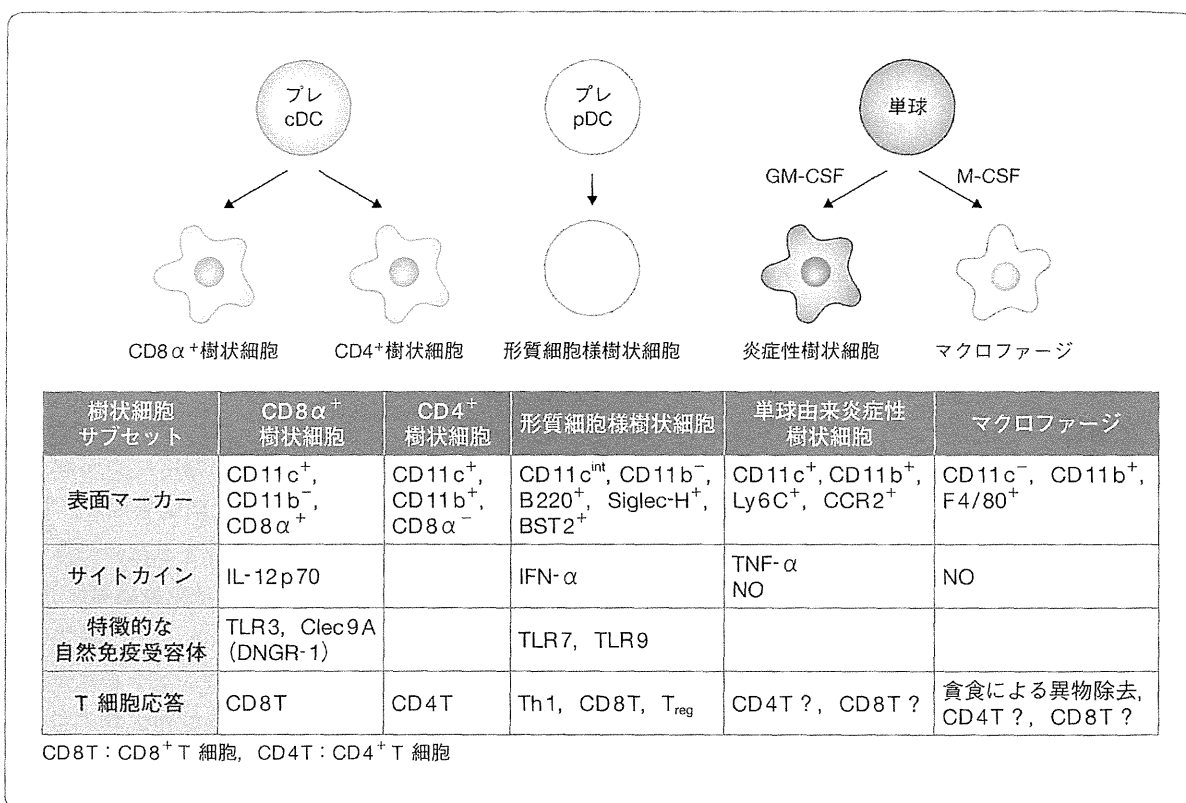 プレ
cDC
プレ
pDC
単球
GM-CSF
M-CSF
CD8α⁺樹状細胞
CD4⁺樹状細胞
形質細胞様樹状細胞
炎症性樹状細胞
マクロファージ
樹状細胞
サブセット
CD8α⁺
樹状細胞
CD4⁺
樹状細胞
形質細胞様樹状細胞
単球由来炎症性
樹状細胞
マクロファージ
表面マーカー
CD11c⁺,
CD11b⁻,
CD8α⁺
CD11c⁺,
CD11b⁺,
CD8α⁻
CD11cⁱⁿᵗ, CD11b⁻,
B220⁺, Siglec-H⁺,
BST2⁺
CD11c⁺, CD11b⁺,
Ly6C⁺, CCR2⁺
CD11c⁻, CD11b⁺,
F4/80⁺
サイトカイン
IL-12p70
IFN-α
TNF-α
NO
NO
特徴的な
自然免疫受容体
TLR3, Clec9A
(DNGR-1)
TLR7, TLR9
T 細胞応答
CD8T
CD4T
Th1, CD8T, Treg
CD4T?, CD8T?
貪食による異物除去,
CD4T?, CD8T?
CD8T：CD8⁺ T 細胞, CD4T：CD4⁺ T 細胞